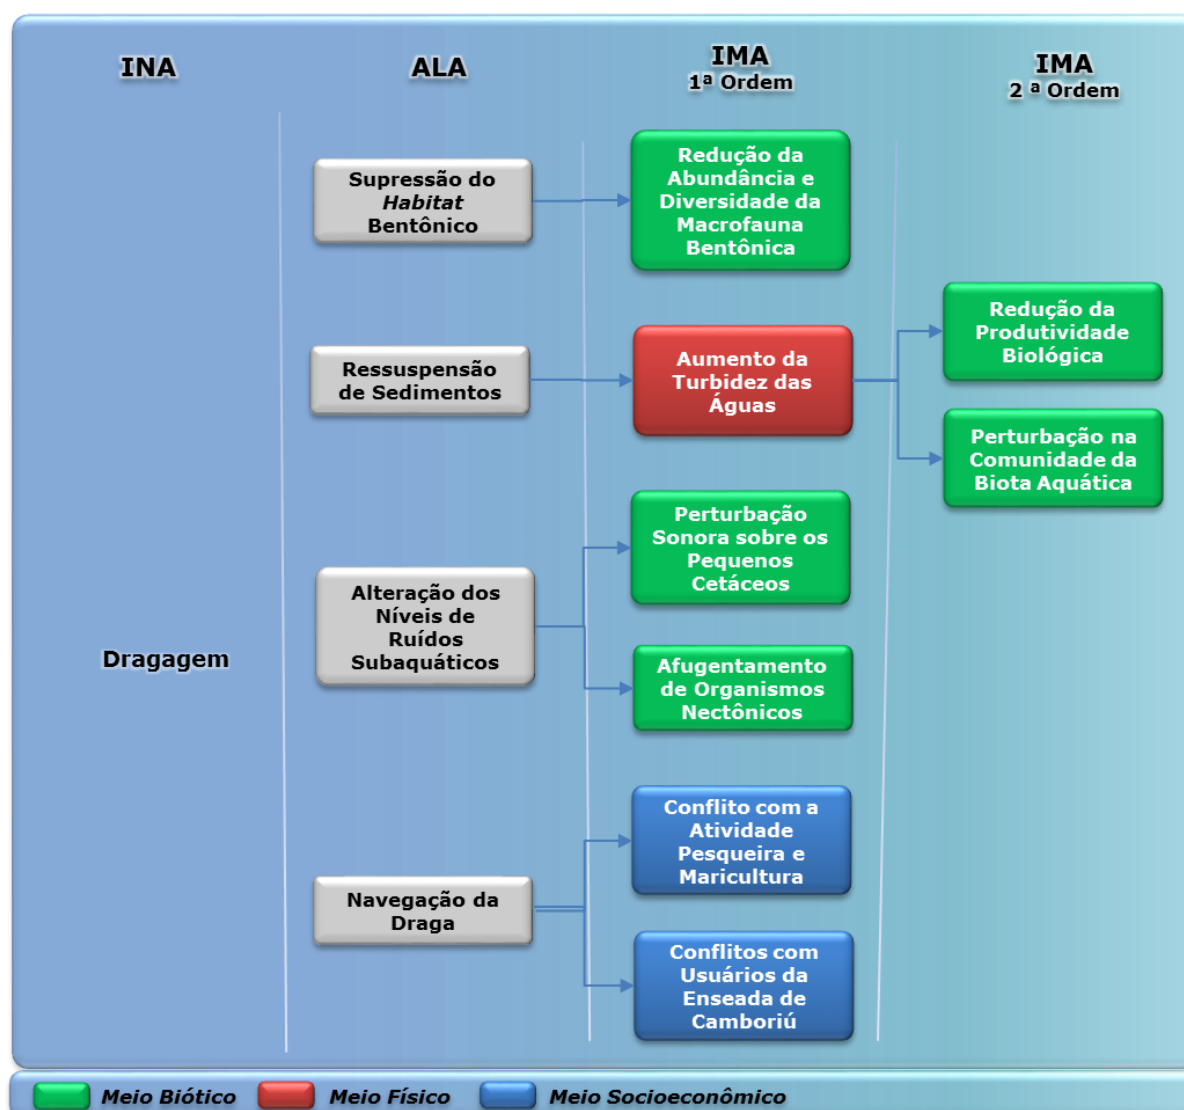 INA
ALA
IMA
1ª Ordem
IMA
2 ª Ordem
Supressão do
Habitat
Bentônico
Redução da
Abundância e
Diversidade da
Macrofauna
Bentônica
Redução da
Produtividade
Biológica
Ressuspensão
de Sedimentos
Aumento da
Turbidez das
Águas
Perturbação na
Comunidade da
Biota Aquática
Perturbação
Sonora sobre os
Pequenos
Cetáceos
Alteração dos
Níveis de
Ruídos
Subaquáticos
Dragagem
Afugentamento
de Organismos
Nectônicos
Conflito com a
Atividade
Pesqueira e
Maricultura
Navegação da
Draga
Conflitos com
Usuários da
Enseada de
Camboriú
Meio Biótico
Meio Físico
Meio Socioeconômico